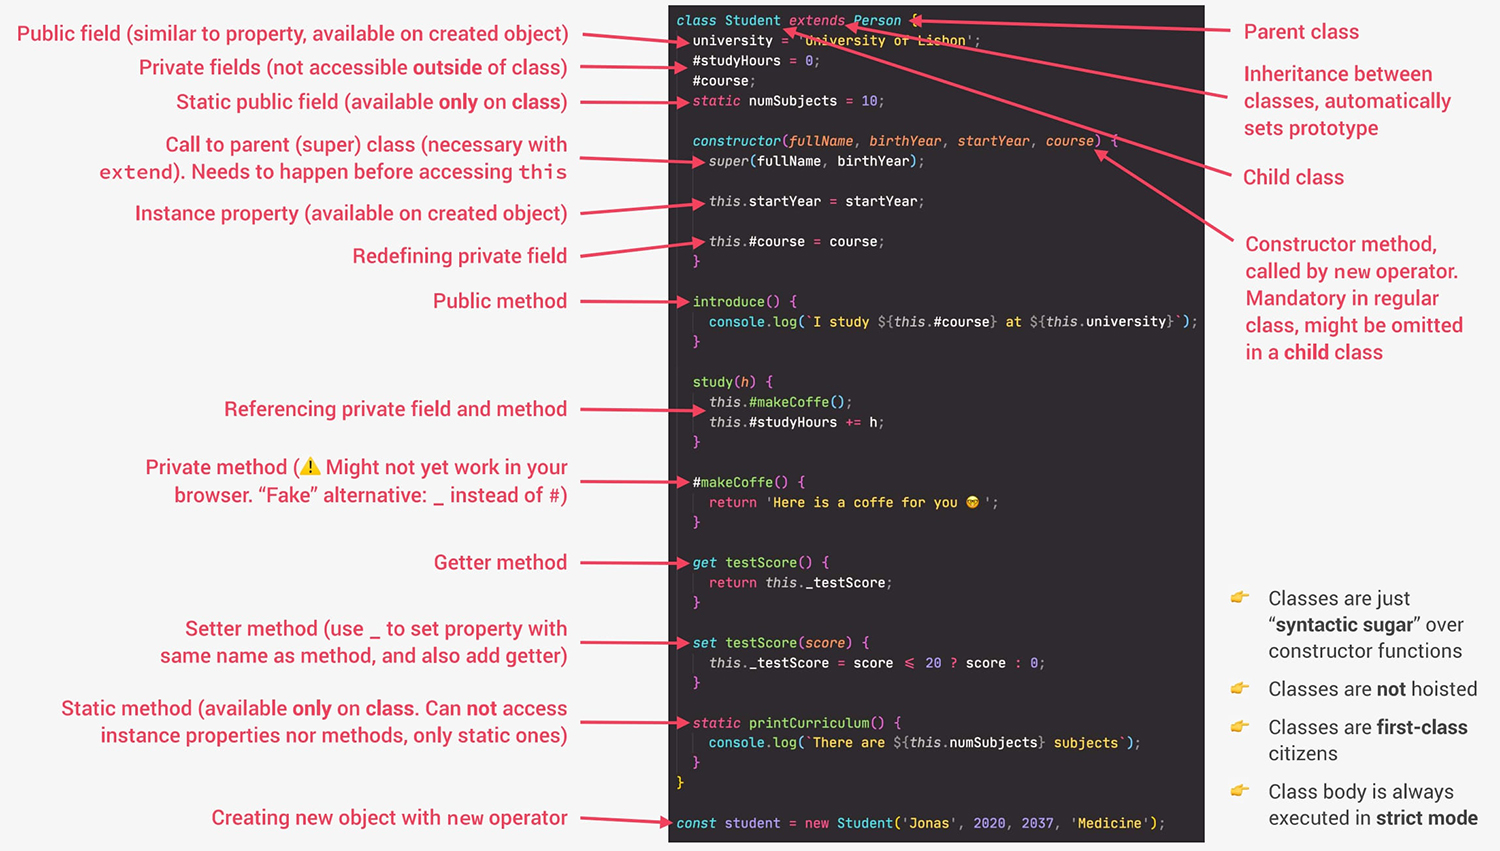 Public field (similar to property, available on created object)
Private fields (not accessible outside of class)
Static public field (available only on class)
Call to parent (super) class (necessary with
extend). Needs to happen before accessing this
Instance property (available on created object)
Redefining private field
Public method
Referencing private field and method
Private method (⚠️ Might not yet work in your
browser. “Fake” alternative: _ instead of #)
Getter method
Setter method (use _ to set property with
same name as method, and also add getter)
Static method (available only on class. Can not access
instance properties nor methods, only static ones)
Creating new object with new operator
class Student extends Person {
university = 'University of Lisbon';
#studyHours = 0;
#course;
static numSubjects = 10;
constructor(fullName, birthYear, startYear, course) {
super(fullName, birthYear);
this.startYear = startYear;
this.#course = course;
}
introduce() {
console.log(`I study ${this.#course} at ${this.university}`);
}
study(h) {
this.#makeCoffe();
this.#studyHours += h;
}
#makeCoffe() {
return 'Here is a coffe for you 🤓';
}
get testScore() {
return this._testScore;
}
set testScore(score) {
this._testScore = score <= 20 ? score : 0;
}
static printCurriculum() {
console.log(`There are ${this.numSubjects} subjects`);
}
}
const student = new Student('Jonas', 2020, 2037, 'Medicine');
Parent class
Inheritance between
classes, automatically
sets prototype
Child class
Constructor method,
called by new operator.
Mandatory in regular
class, might be omitted
in a child class
👉 Classes are just
“syntactic sugar” over
constructor functions
👉 Classes are not hoisted
👉 Classes are first-class
citizens
👉 Class body is always
executed in strict mode